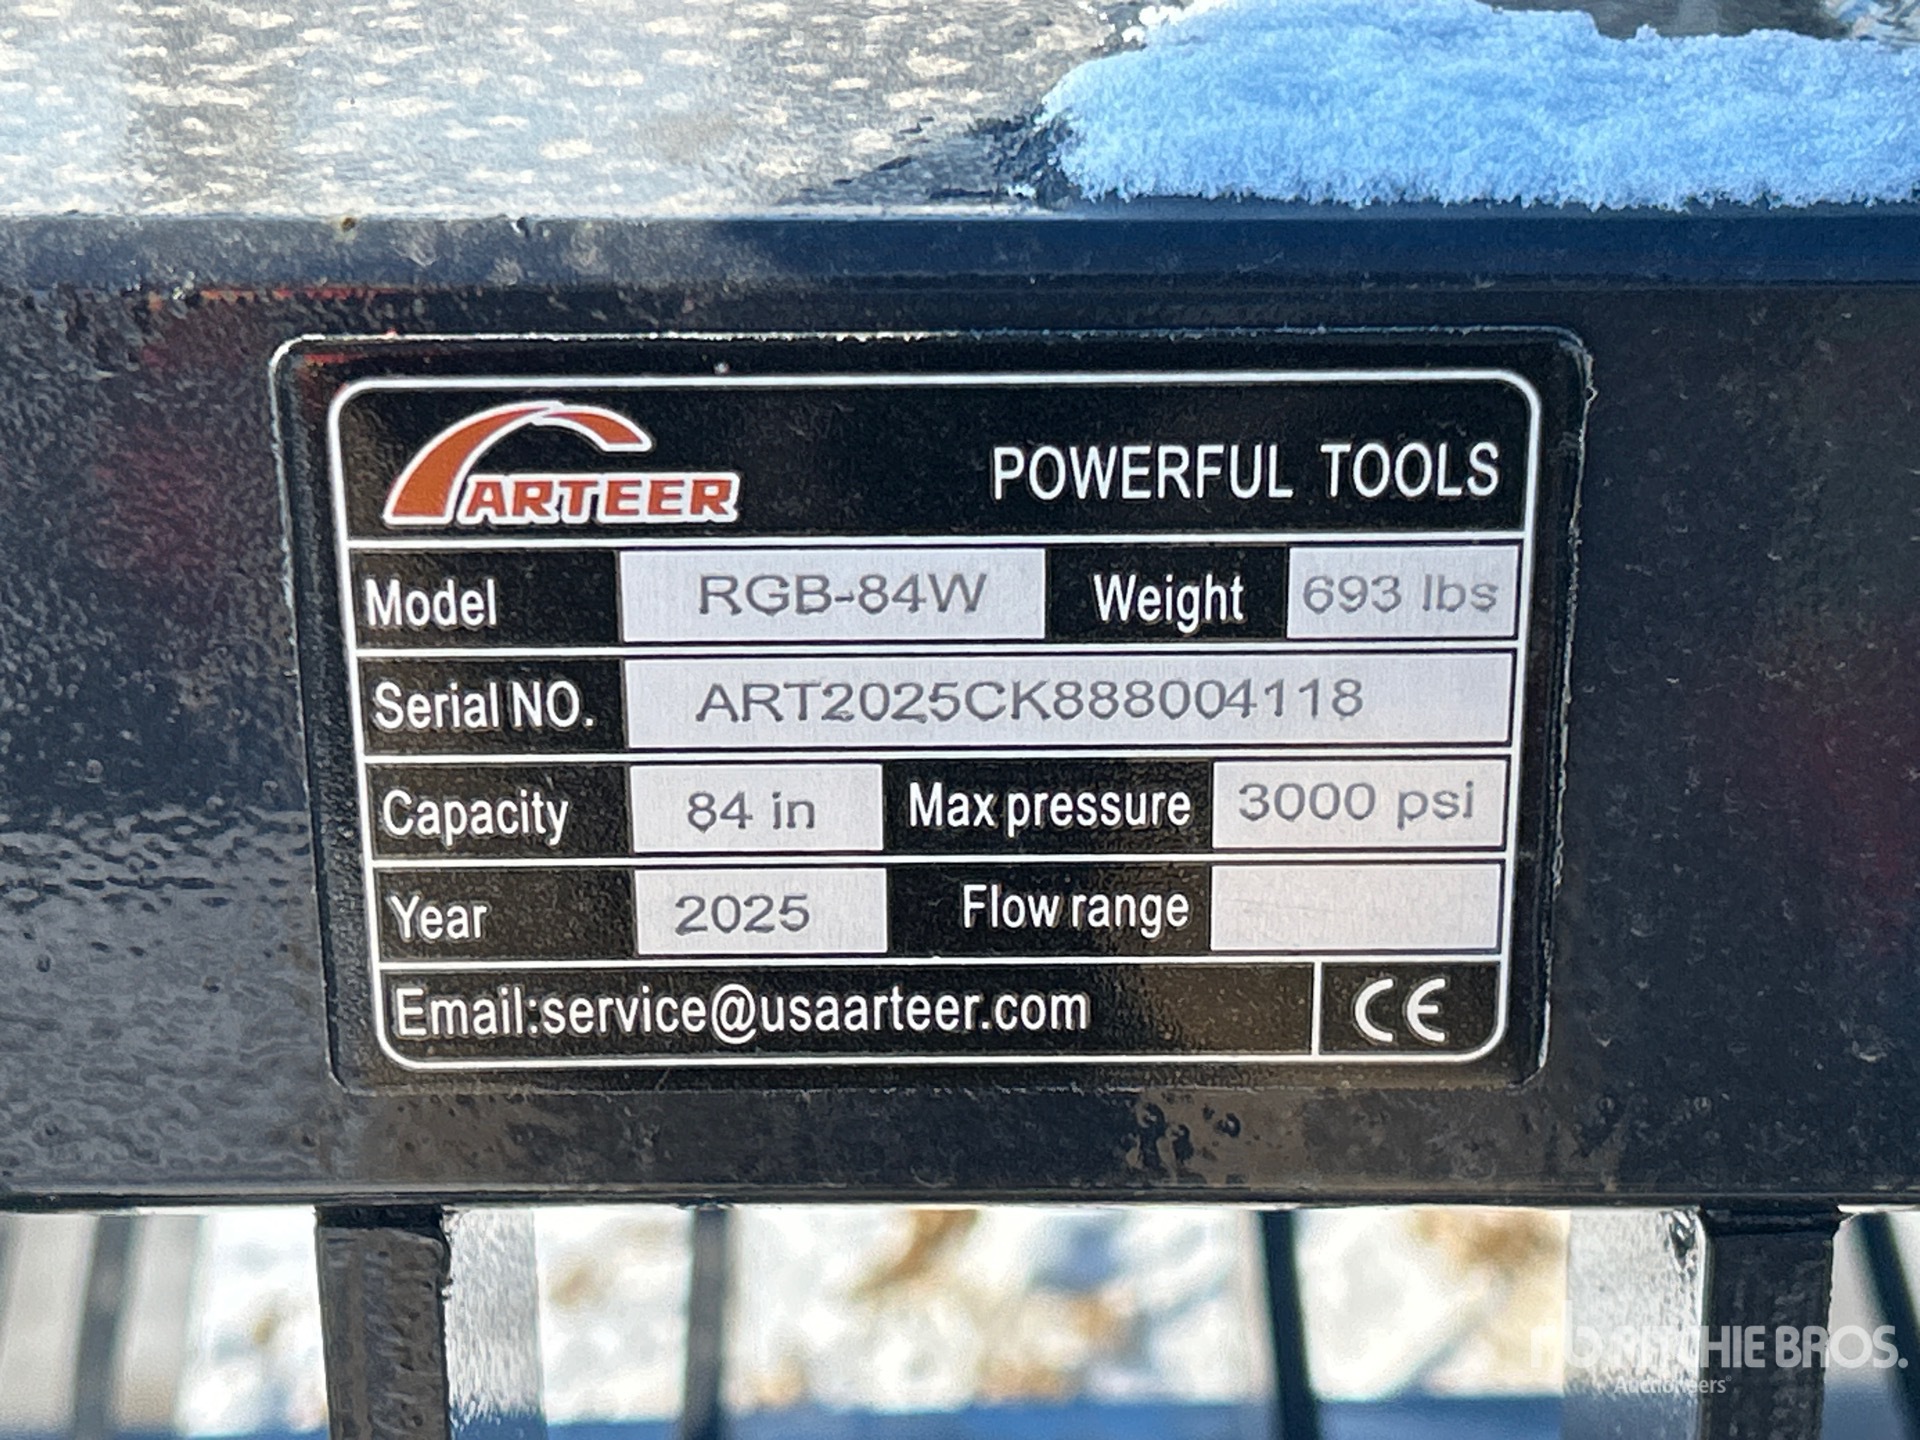 ARTEER
POWERFUL TOOLS
Model RGB-84W Weight 693 lbs
Serial NO. ART2025CK888004118
Capacity 84 in Max pressure 3000 psi
Year 2025 Flow range
Email:service@usaarteer.com CE
RITCHIE BROS.
Auctioneers